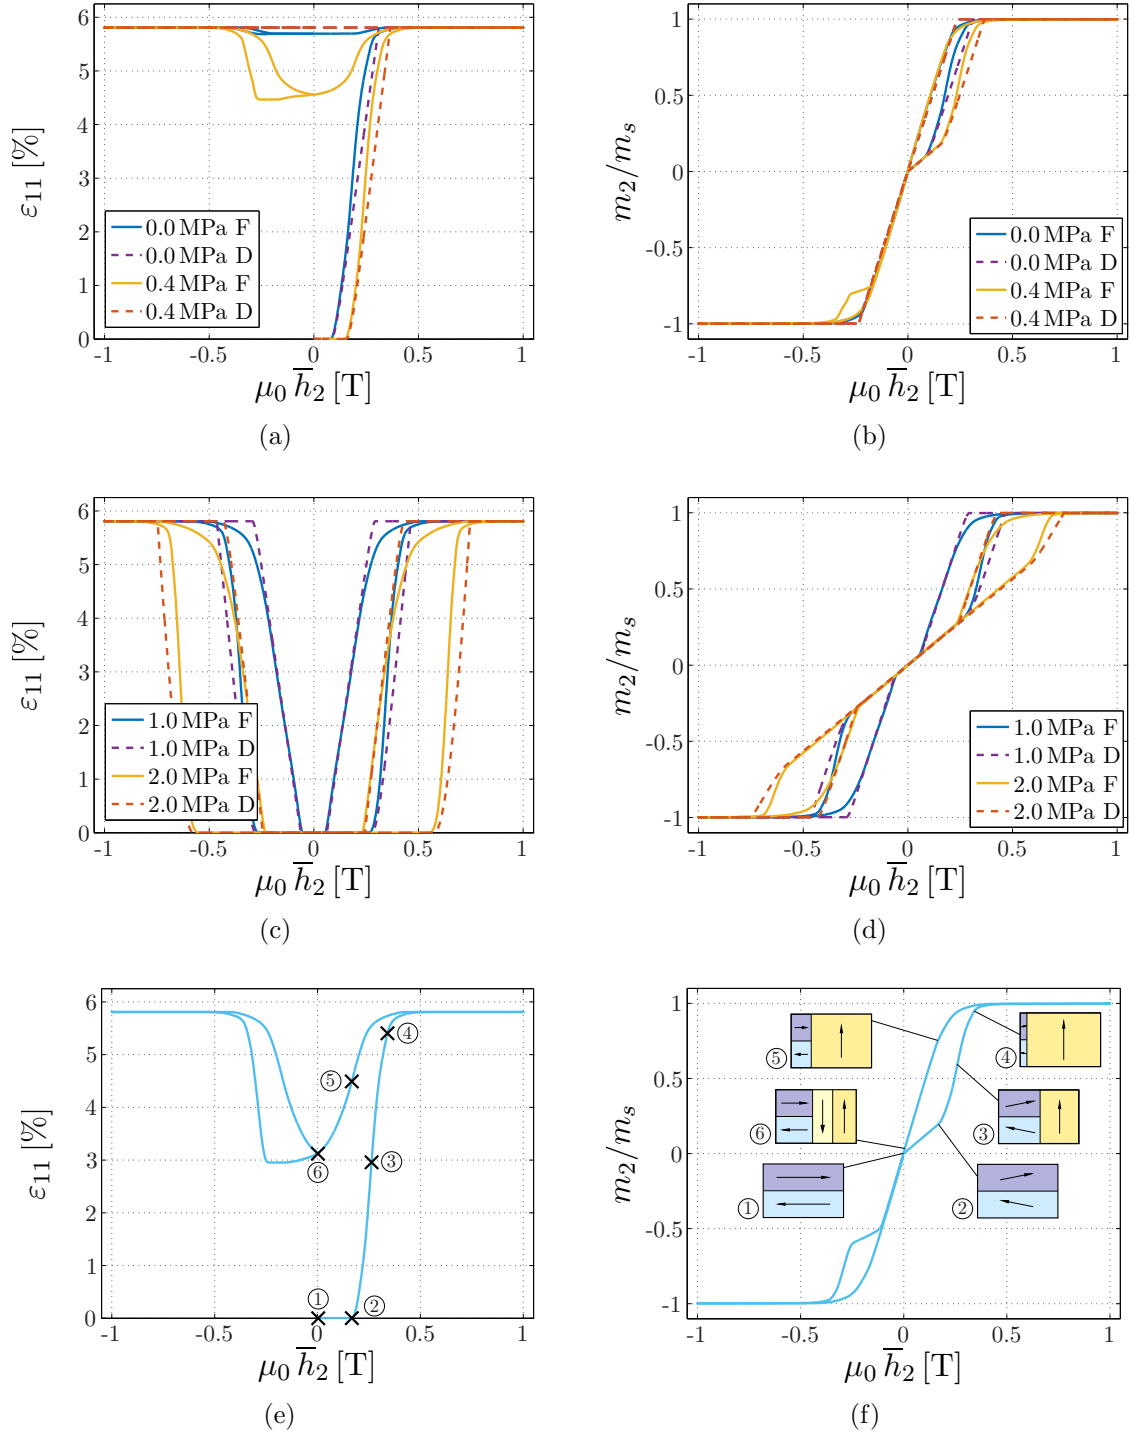 6
5
4
3
2
1
0
ε₁₁ [%]
0.0 MPa F
0.0 MPa D
0.4 MPa F
0.4 MPa D
-1 -0.5 0 0.5 1
μ₀ h̅₂ [T]
(a)
1
0.5
0
-0.5
-1
m₂/mₛ
0.0 MPa F
0.0 MPa D
0.4 MPa F
0.4 MPa D
-1 -0.5 0 0.5 1
μ₀ h̅₂ [T]
(b)
6
5
4
3
2
1
0
ε₁₁ [%]
1.0 MPa F
1.0 MPa D
2.0 MPa F
2.0 MPa D
-1 -0.5 0 0.5 1
μ₀ h̅₂ [T]
(c)
1
0.5
0
-0.5
-1
m₂/mₛ
1.0 MPa F
1.0 MPa D
2.0 MPa F
2.0 MPa D
-1 -0.5 0 0.5 1
μ₀ h̅₂ [T]
(d)
6
5
4
3
2
1
0
ε₁₁ [%]
④
⑤
③
⑥
①
②
-1 -0.5 0 0.5 1
μ₀ h̅₂ [T]
(e)
1
0.5
0
-0.5
-1
m₂/mₛ
⑤
④
⑥
③
①
②
-1 -0.5 0 0.5 1
μ₀ h̅₂ [T]
(f)